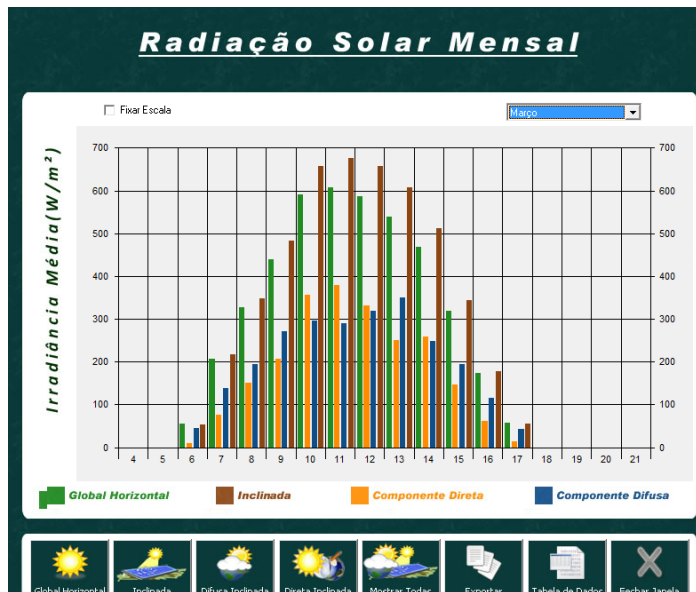 Radiação Solar Mensal
Fixar Escala
Março
Irradiância Média(W/m²)
700 700
600 600
500 500
400 400
300 300
200 200
100 100
0 0
4 5 6 7 8 9 10 11 12 13 14 15 16 17 18 19 20 21
Global Horizontal Inclinada Componente Direta Componente Difusa
Global Horizontal Inclinada Difusa Inclinada Direta Inclinada Mostrar Todas Exportar Tabela de Dados Fechar Janela